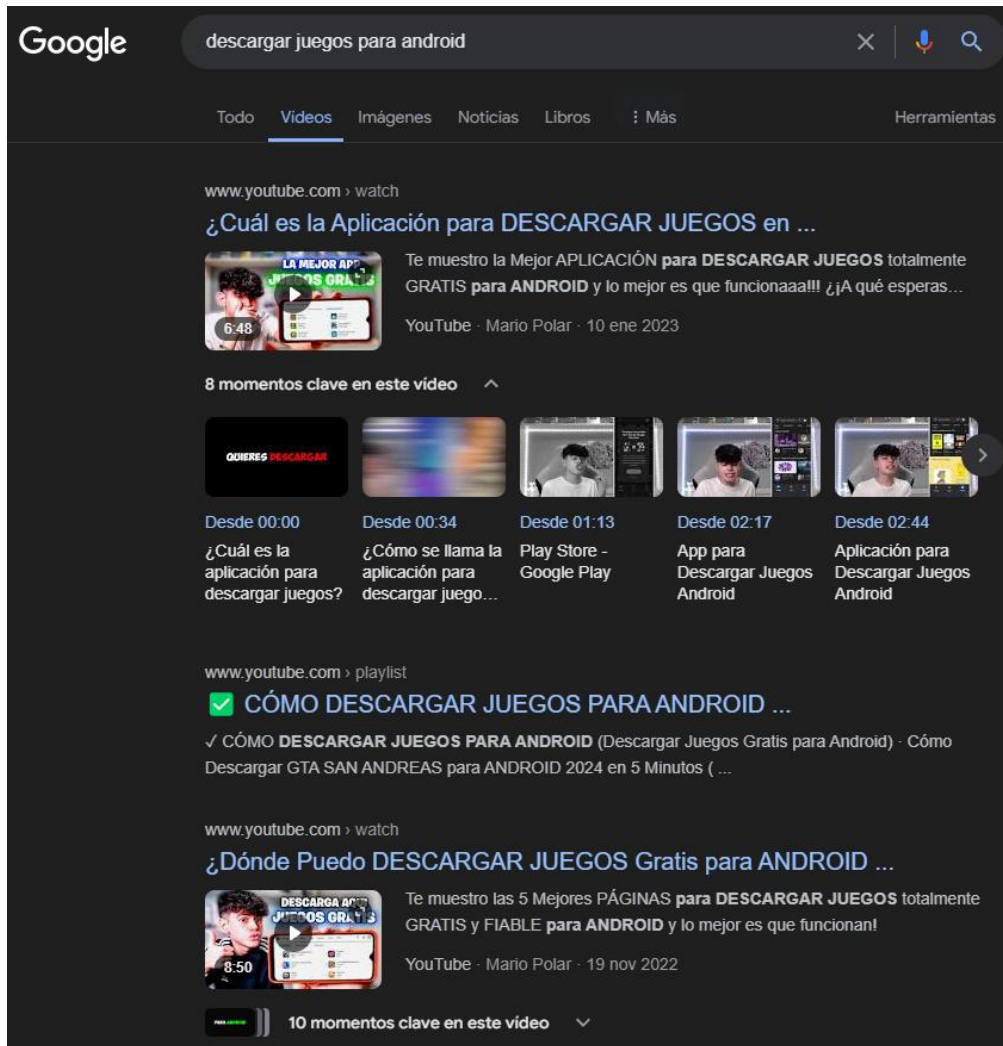 Google
descargar juegos para android
Todo Vídeos Imágenes Noticias Libros Más Herramientas
www.youtube.com › watch
¿Cuál es la Aplicación para DESCARGAR JUEGOS en ...
LA MEJOR APP
JUEGOS GRATIS
6:48
Te muestro la Mejor APLICACIÓN para DESCARGAR JUEGOS totalmente
GRATIS para ANDROID y lo mejor es que funcionaaa!!! ¿¡A qué esperas…
YouTube · Mario Polar · 10 ene 2023
8 momentos clave en este vídeo
QUIERES DESCARGAR
Desde 00:00
¿Cuál es la
aplicación para
descargar juegos?
Desde 00:34
¿Cómo se llama la
aplicación para
descargar juego…
Desde 01:13
Play Store -
Google Play
Desde 02:17
App para
Descargar Juegos
Android
Desde 02:44
Aplicación para
Descargar Juegos
Android
www.youtube.com › playlist
✅ CÓMO DESCARGAR JUEGOS PARA ANDROID ...
✓ CÓMO DESCARGAR JUEGOS PARA ANDROID (Descargar Juegos Gratis para Android) · Cómo
Descargar GTA SAN ANDREAS para ANDROID 2024 en 5 Minutos ( ...
www.youtube.com › watch
¿Dónde Puedo DESCARGAR JUEGOS Gratis para ANDROID ...
DESCARGA AQUI
JUEGOS GRATIS
8:50
Te muestro las 5 Mejores PÁGINAS para DESCARGAR JUEGOS totalmente
GRATIS y FIABLE para ANDROID y lo mejor es que funcionan!
YouTube · Mario Polar · 19 nov 2022
PARA ANDROID
10 momentos clave en este vídeo